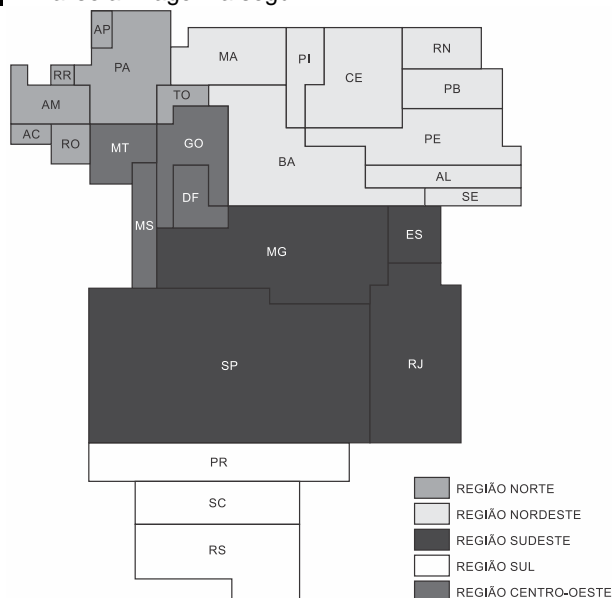 AP
RN
MA
PI
CE
PA
RR
PB
TO
AM
AC
RO
MT
GO
PE
BA
AL
DF
SE
MS
ES
MG
SP
RJ
PR
SC
RS
REGIÃO NORTE
REGIÃO NORDESTE
REGIÃO SUDESTE
REGIÃO SUL
REGIÃO CENTRO-OESTE